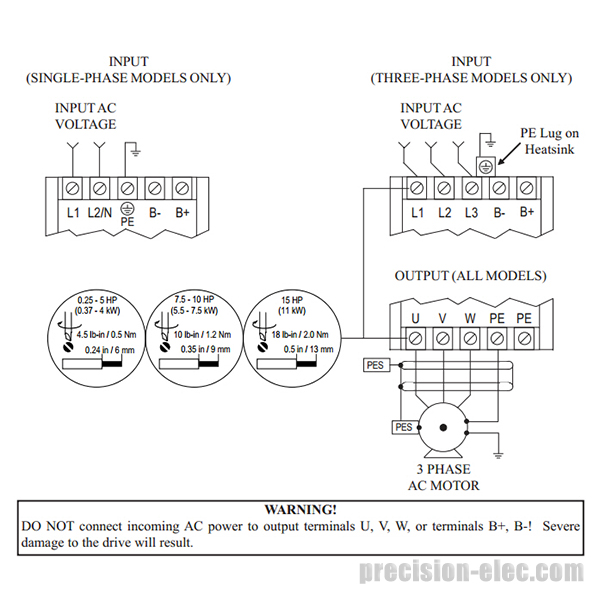 INPUT
(SINGLE-PHASE MODELS ONLY)
INPUT AC
VOLTAGE
L1 L2/N PE B- B+
INPUT
(THREE-PHASE MODELS ONLY)
INPUT AC
VOLTAGE
PE Lug on
Heatsink
L1 L2 L3 B- B+
OUTPUT (ALL MODELS)
U V W PE PE
0.25 - 5 HP
(0.37 - 4 kW)
4.5 lb-in / 0.5 Nm
0.24 in / 6 mm
7.5 - 10 HP
(5.5 - 7.5 kW)
10 lb-in / 1.2 Nm
0.35 in / 9 mm
15 HP
(11 kW)
18 lb-in / 2.0 Nm
0.5 in / 13 mm
PES
PES
3 PHASE
AC MOTOR
WARNING!
DO NOT connect incoming AC power to output terminals U, V, W, or terminals B+, B-! Severe
damage to the drive will result.
precision-elec.com